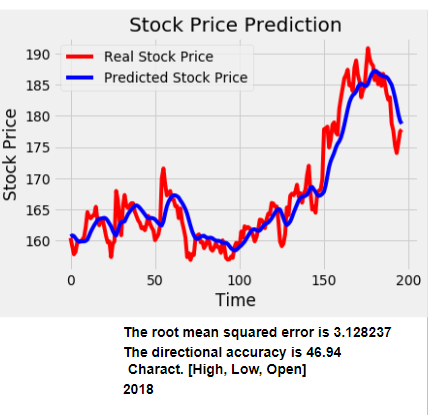 Stock Price Prediction
Real Stock Price
Predicted Stock Price
190
185
180
175
170
165
160
Stock Price
0 50 100 150 200
Time
The root mean squared error is 3.128237
The directional accuracy is 46.94
Charact. [High, Low, Open]
2018